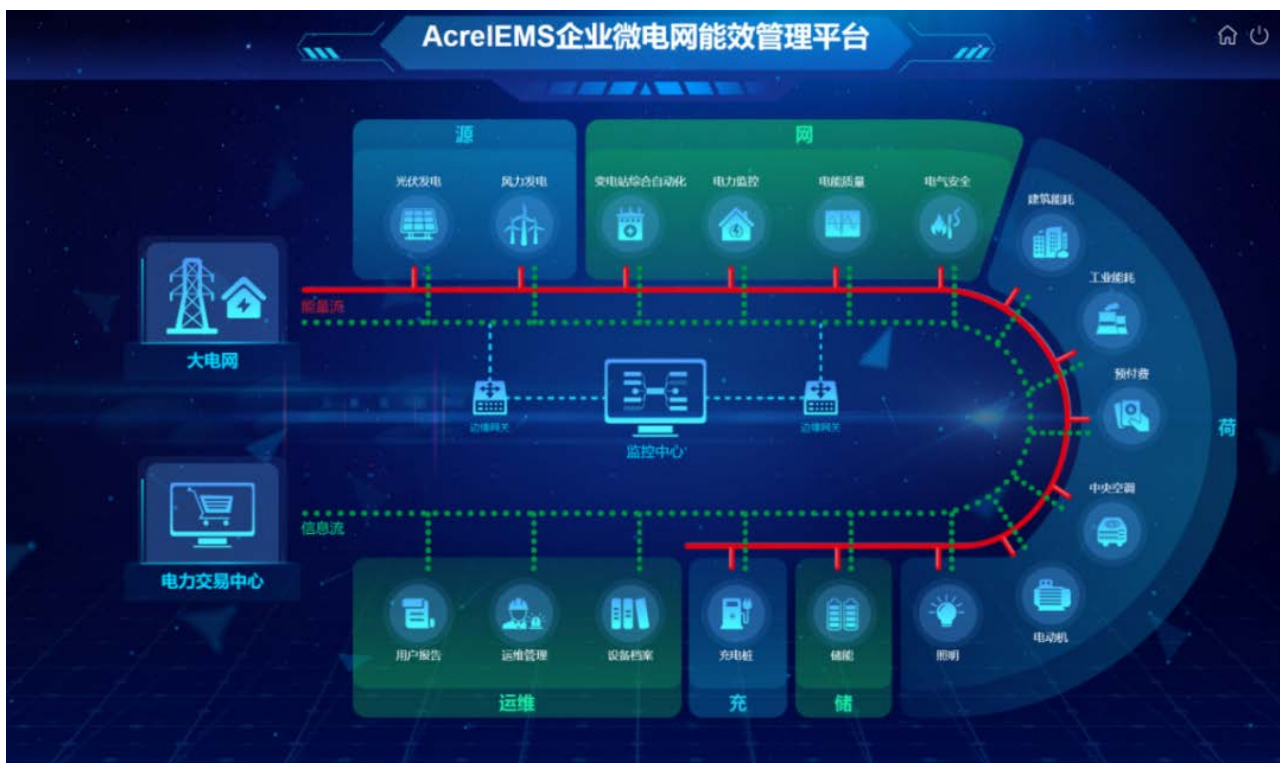 AcrelEMS企业微电网能效管理平台
源
网
光伏发电
风力发电
变电站综合自动化
电力监控
电能质量
电气安全
建筑能耗
工业能耗
预付费
荷
中央空调
电动机
能量流
大电网
边缘网关
边缘网关
监控中心
信息流
电力交易中心
用户报告
运维管理
设备档案
充电桩
储能
照明
运维
充
储